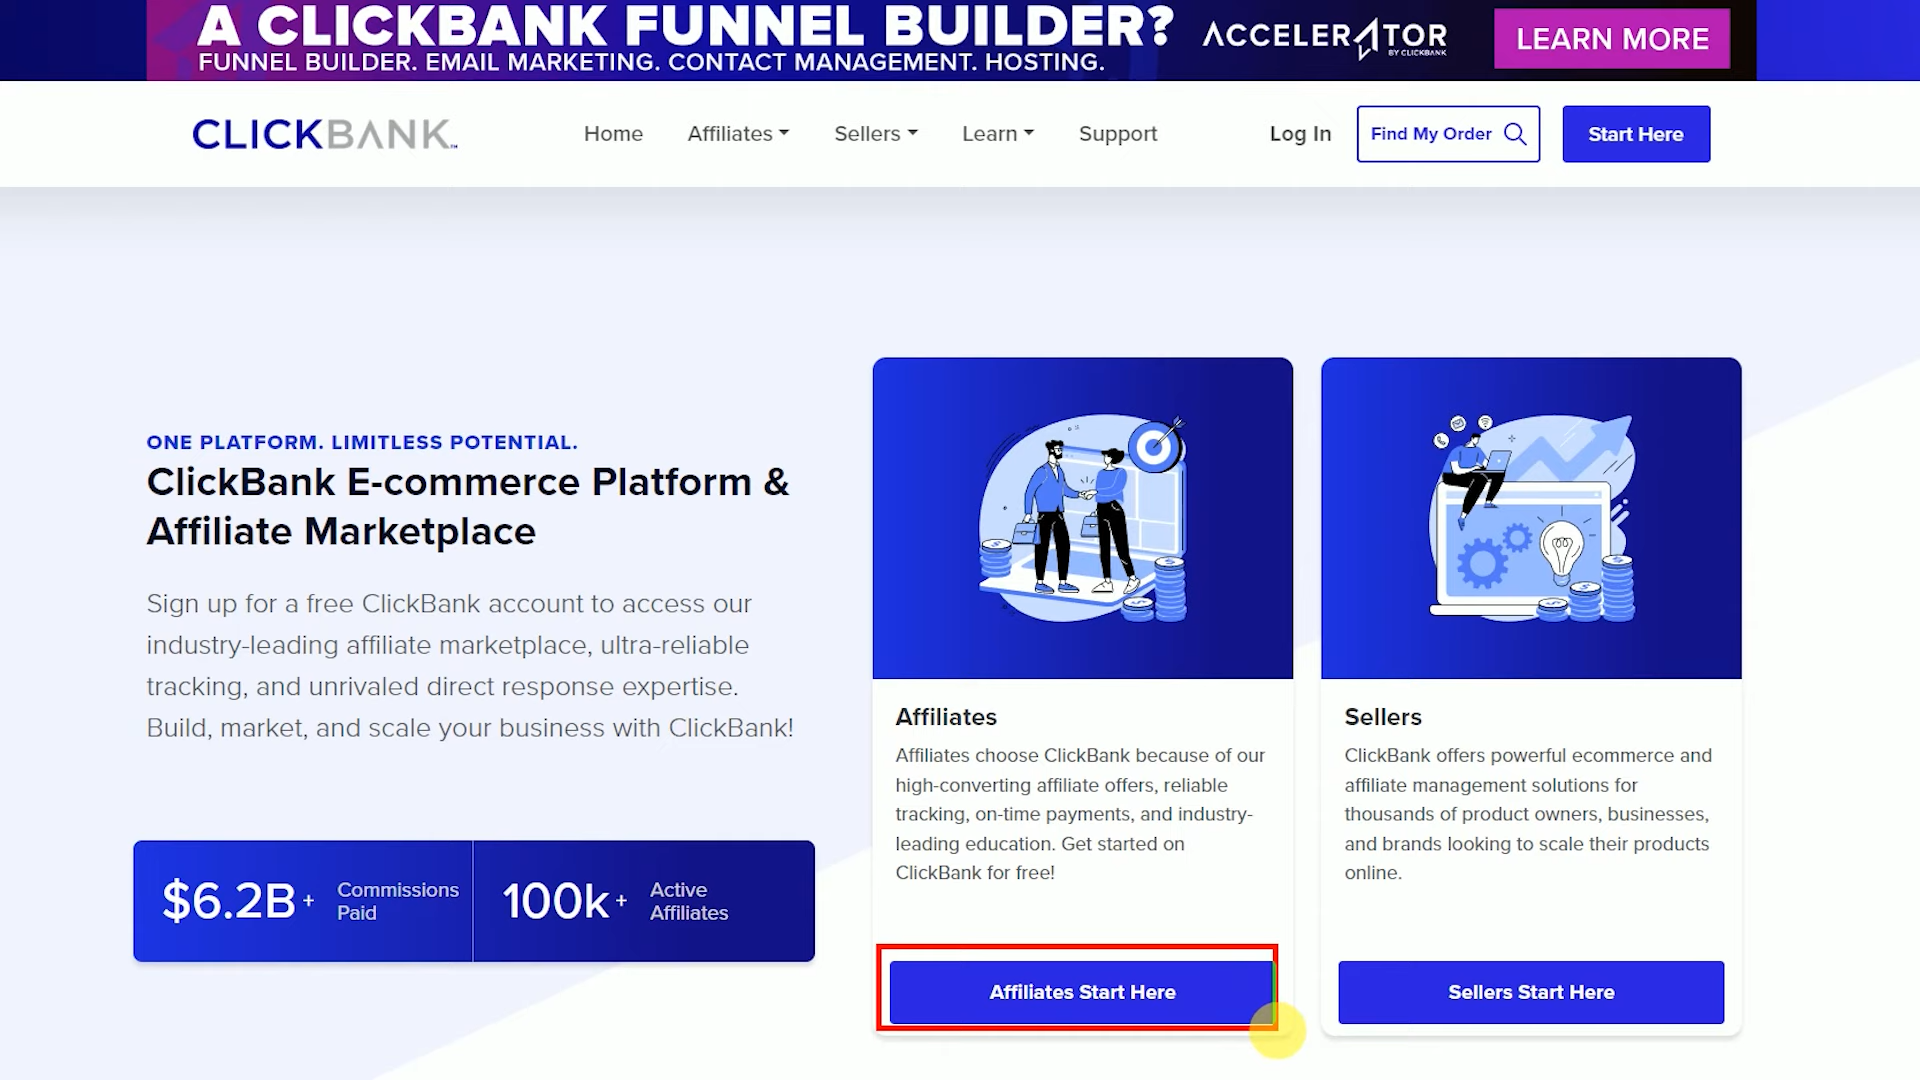 A CLICKBANK FUNNEL BUILDER?
FUNNEL BUILDER. EMAIL MARKETING. CONTACT MANAGEMENT. HOSTING.
ACCELERATOR
BY CLICKBANK
LEARN MORE
CLICKBANK™
Home
Affiliates
Sellers
Learn
Support
Log In
Find My Order
Start Here
ONE PLATFORM. LIMITLESS POTENTIAL.
ClickBank E-commerce Platform &
Affiliate Marketplace
Sign up for a free ClickBank account to access our
industry-leading affiliate marketplace, ultra-reliable
tracking, and unrivaled direct response expertise.
Build, market, and scale your business with ClickBank!
$6.2B+
Commissions
Paid
100k+
Active
Affiliates
Affiliates
Affiliates choose ClickBank because of our
high-converting affiliate offers, reliable
tracking, on-time payments, and industry-
leading education. Get started on
ClickBank for free!
Affiliates Start Here
Sellers
ClickBank offers powerful ecommerce and
affiliate management solutions for
thousands of product owners, businesses,
and brands looking to scale their products
online.
Sellers Start Here